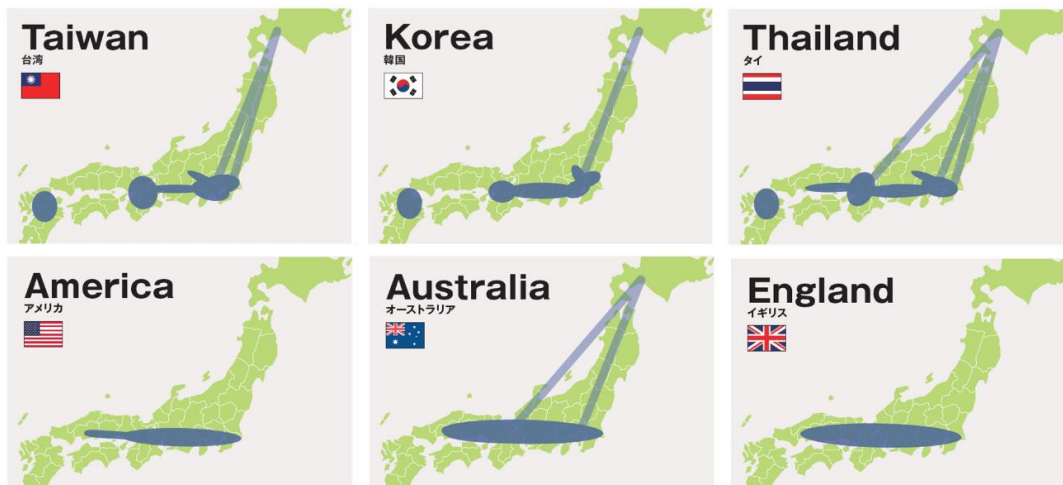 Taiwan
台湾
Korea
韓国
Thailand
タイ
America
アメリカ
Australia
オーストラリア
England
イギリス